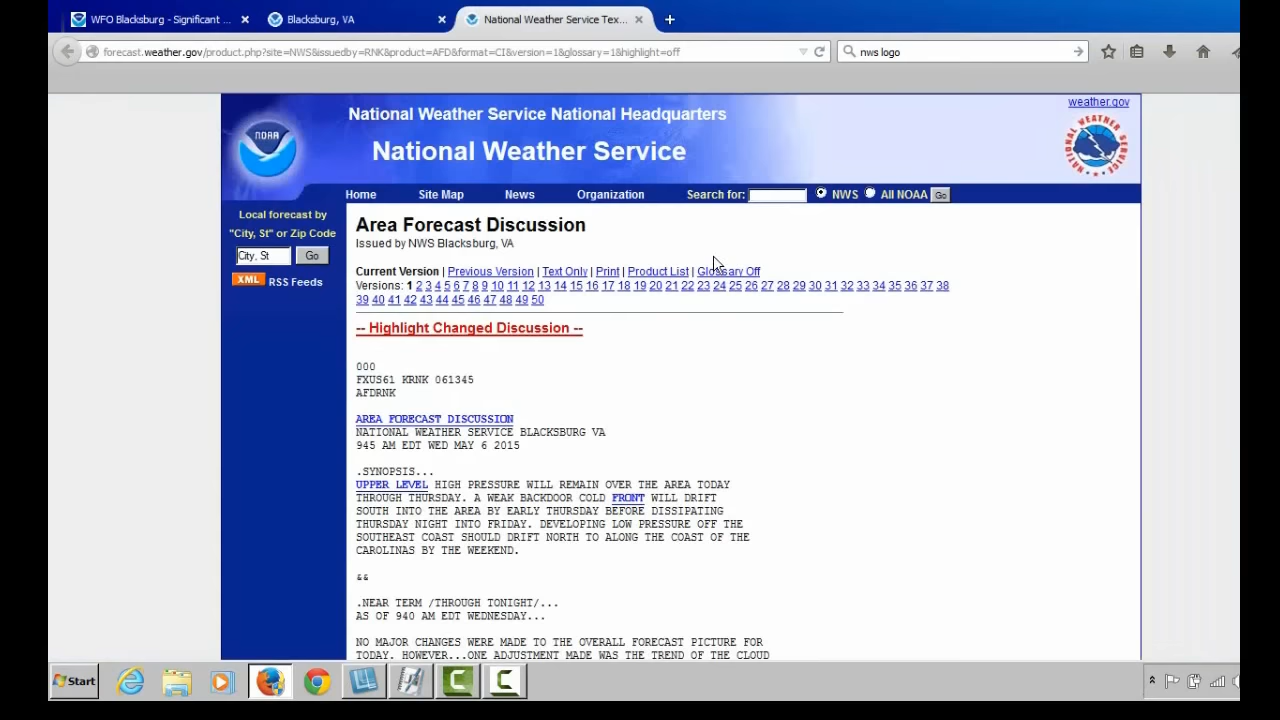 WFO Blacksburg - Significant ...
Blacksburg, VA
National Weather Service Tex...
forecast.weather.gov/product.php?site=NWS&issuedby=RNK&product=AFD&format=CI&version=1&glossary=1&highlight=off
nws logo
weather.gov
NOAA
National Weather Service National Headquarters
National Weather Service
NATIONAL WEATHER SERVICE
Home Site Map News Organization Search for: NWS All NOAA Go
Local forecast by
"City, St" or Zip Code
City, St Go
XML RSS Feeds
Area Forecast Discussion
Issued by NWS Blacksburg, VA
Current Version | Previous Version | Text Only | Print | Product List | Glossary Off
Versions: 1 2 3 4 5 6 7 8 9 10 11 12 13 14 15 16 17 18 19 20 21 22 23 24 25 26 27 28 29 30 31 32 33 34 35 36 37 38
39 40 41 42 43 44 45 46 47 48 49 50
-- Highlight Changed Discussion --
000
FXUS61 KRNK 061345
AFDRNK
AREA FORECAST DISCUSSION
NATIONAL WEATHER SERVICE BLACKSBURG VA
945 AM EDT WED MAY 6 2015
.SYNOPSIS...
UPPER LEVEL HIGH PRESSURE WILL REMAIN OVER THE AREA TODAY
THROUGH THURSDAY. A WEAK BACKDOOR COLD FRONT WILL DRIFT
SOUTH INTO THE AREA BY EARLY THURSDAY BEFORE DISSIPATING
THURSDAY NIGHT INTO FRIDAY. DEVELOPING LOW PRESSURE OFF THE
SOUTHEAST COAST SHOULD DRIFT NORTH TO ALONG THE COAST OF THE
CAROLINAS BY THE WEEKEND.
&&
.NEAR TERM /THROUGH TONIGHT/...
AS OF 940 AM EDT WEDNESDAY...
NO MAJOR CHANGES WERE MADE TO THE OVERALL FORECAST PICTURE FOR
TODAY. HOWEVER...ONE ADJUSTMENT MADE WAS THE TREND OF THE CLOUD
Start